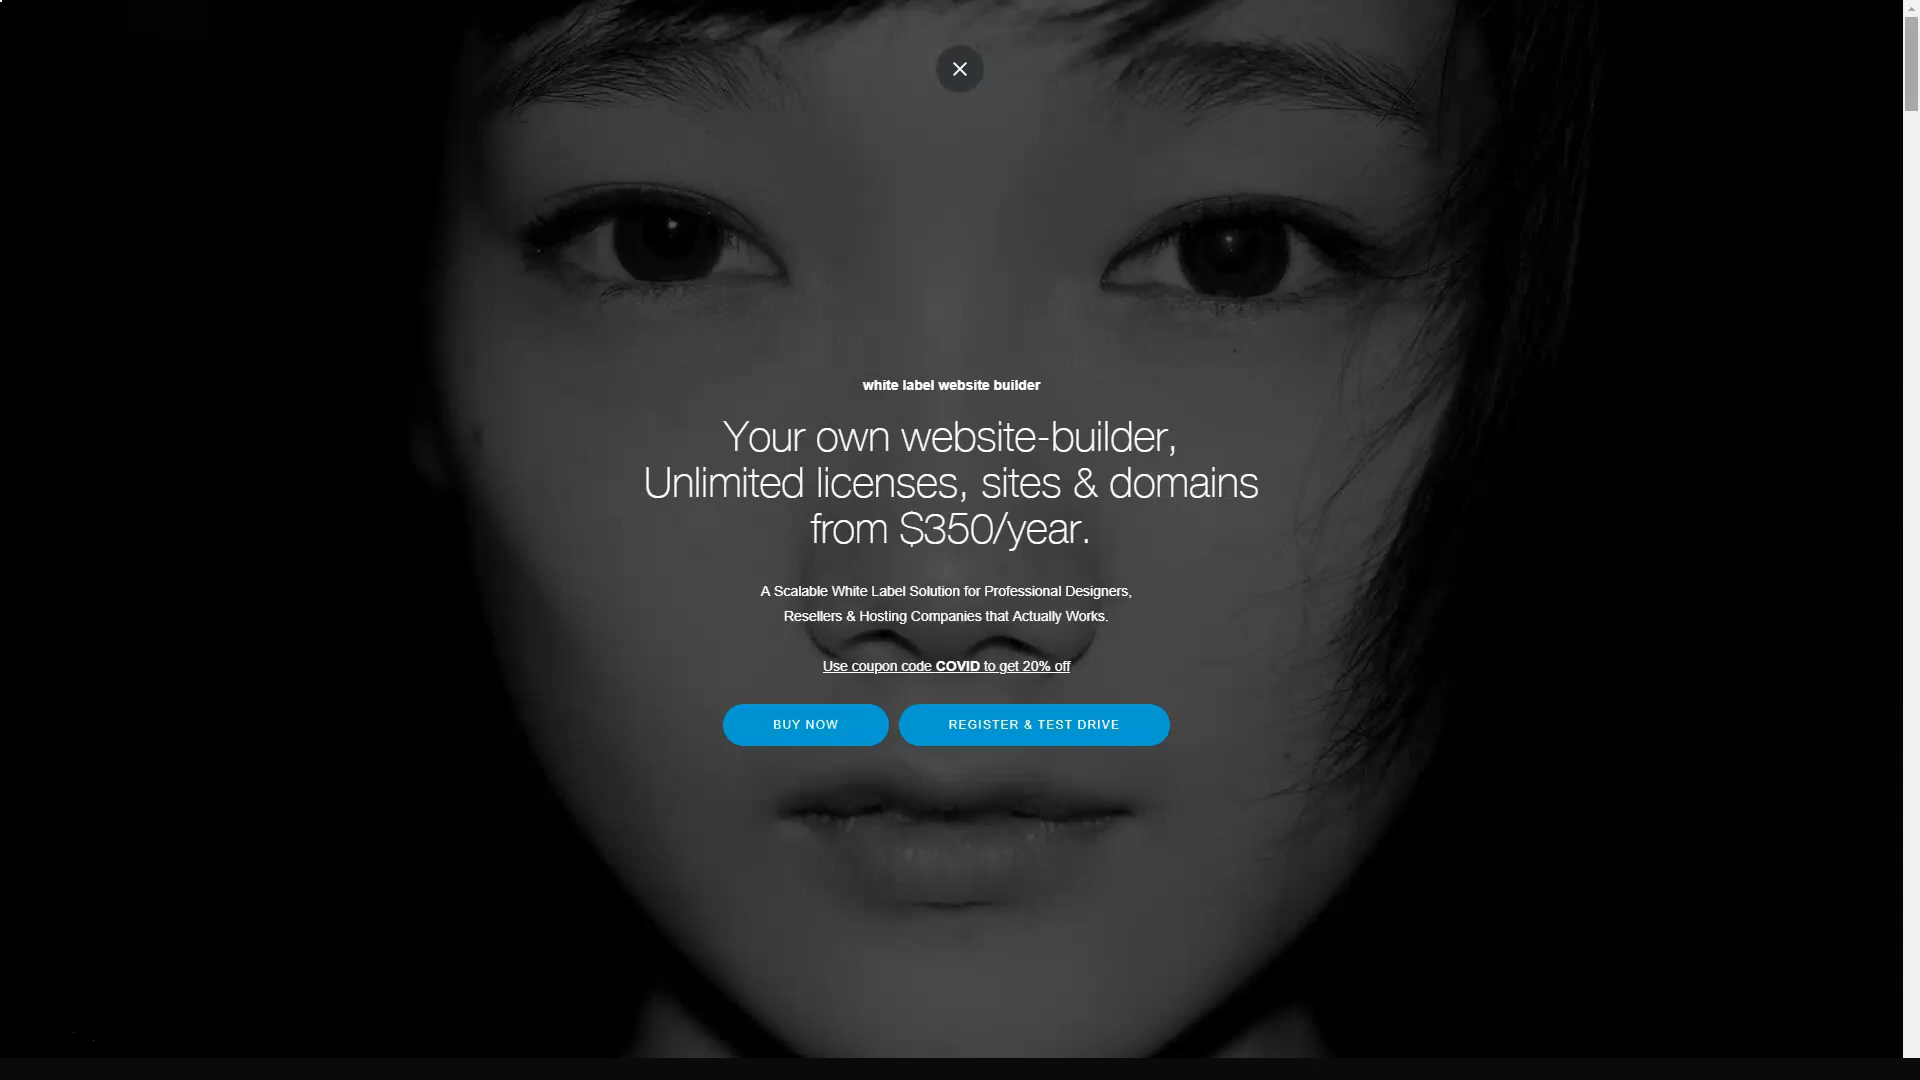 white label website builder
Your own website-builder,
Unlimited licenses, sites & domains
from $350/year.
A Scalable White Label Solution for Professional Designers,
Resellers & Hosting Companies that Actually Works.
Use coupon code COVID to get 20% off
BUY NOW
REGISTER & TEST DRIVE